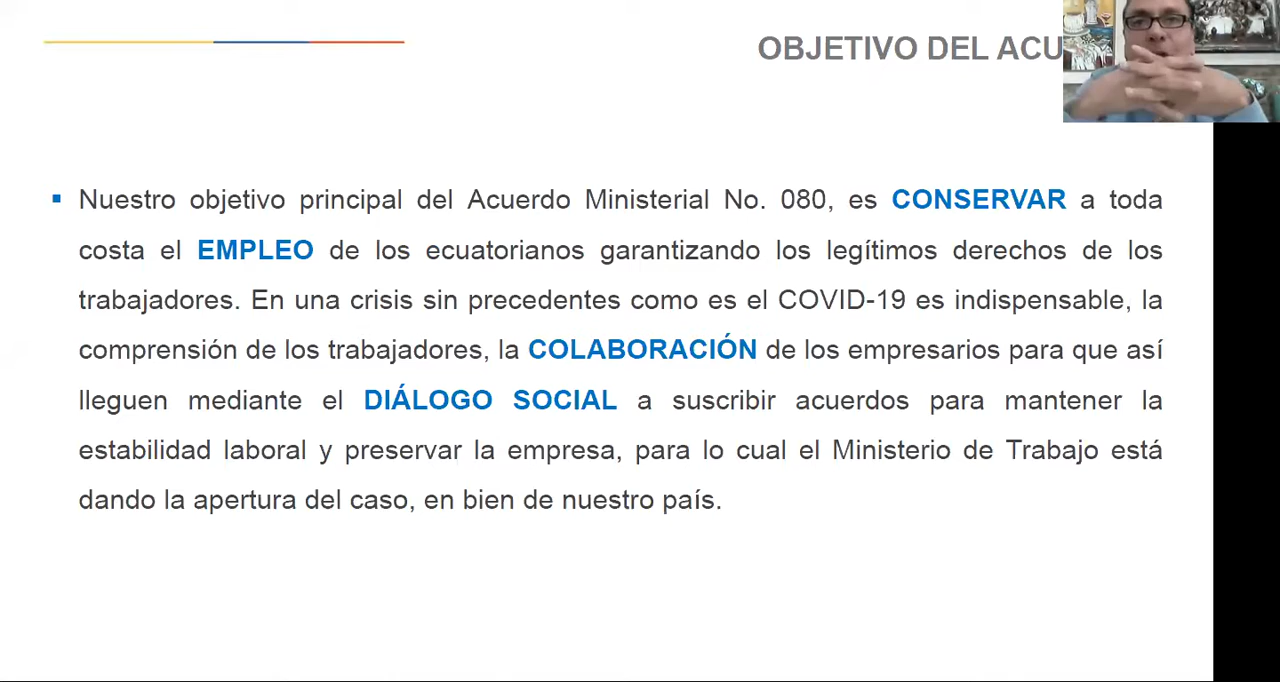 OBJETIVO DEL ACU
Nuestro objetivo principal del Acuerdo Ministerial No. 080, es CONSERVAR a toda
costa el EMPLEO de los ecuatorianos garantizando los legítimos derechos de los
trabajadores. En una crisis sin precedentes como es el COVID-19 es indispensable, la
comprensión de los trabajadores, la COLABORACIÓN de los empresarios para que así
lleguen mediante el DIÁLOGO SOCIAL a suscribir acuerdos para mantener la
estabilidad laboral y preservar la empresa, para lo cual el Ministerio de Trabajo está
dando la apertura del caso, en bien de nuestro país.